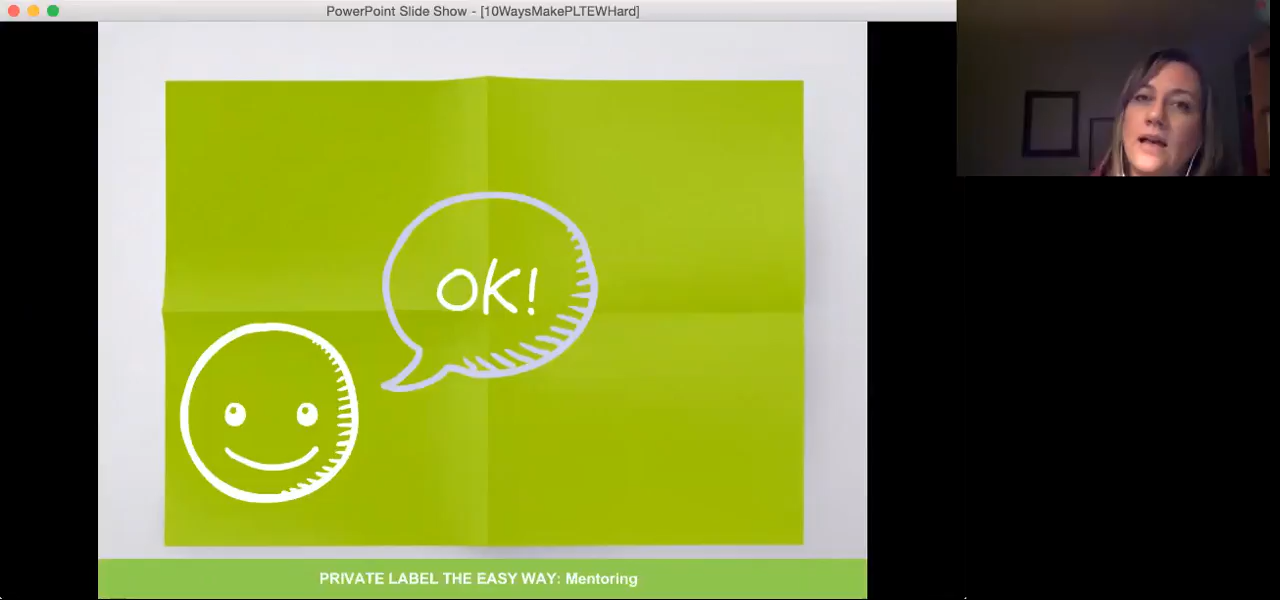 PowerPoint Slide Show - [10WaysMakePLTEWHard]
OK!
PRIVATE LABEL THE EASY WAY: Mentoring